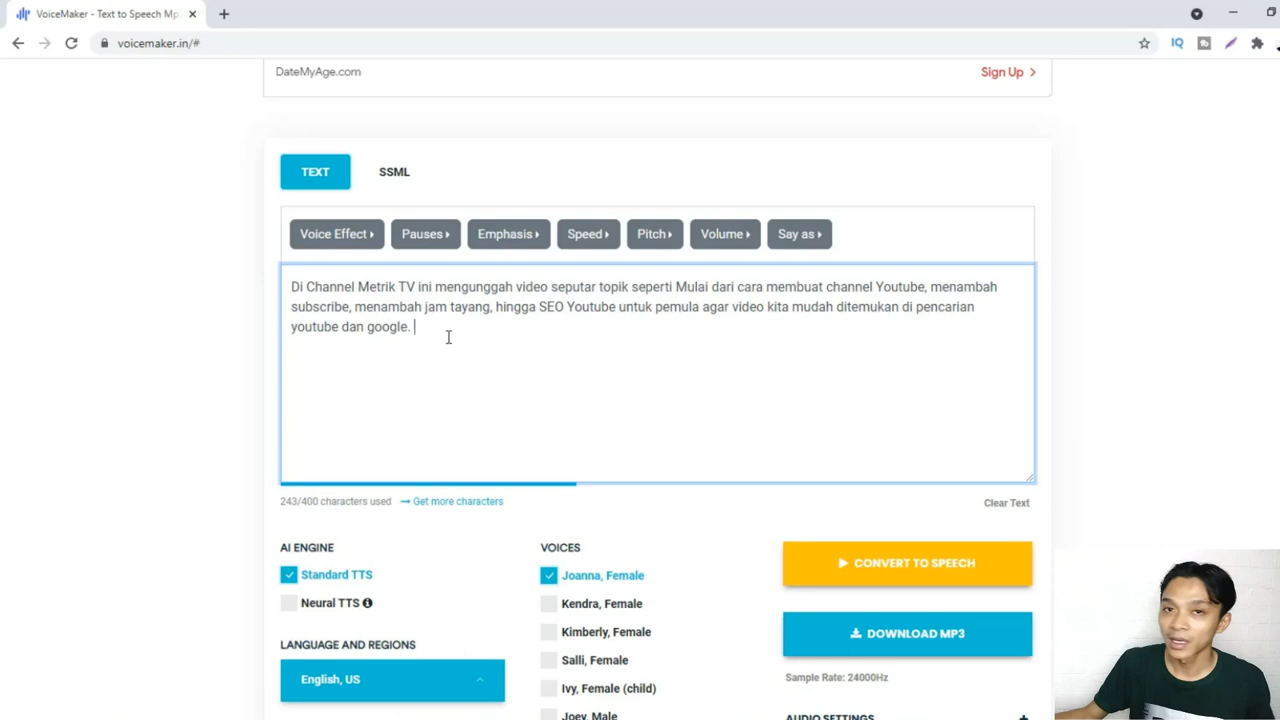 VoiceMaker - Text to Speech Mp
voicemaker.in/#
DateMyAge.com
Sign Up
TEXT
SSML
Voice Effect
Pauses
Emphasis
Speed
Pitch
Volume
Say as
Di Channel Metrik TV ini mengunggah video seputar topik seperti Mulai dari cara membuat channel Youtube, menambah
subscribe, menambah jam tayang, hingga SEO Youtube untuk pemula agar video kita mudah ditemukan di pencarian
youtube dan google.
243/400 characters used
Get more characters
Clear Text
AI ENGINE
Standard TTS
Neural TTS
LANGUAGE AND REGIONS
English, US
VOICES
Joanna, Female
Kendra, Female
Kimberly, Female
Salli, Female
Ivy, Female (child)
Joey, Male
CONVERT TO SPEECH
DOWNLOAD MP3
Sample Rate: 24000Hz
AUDIO SETTINGS